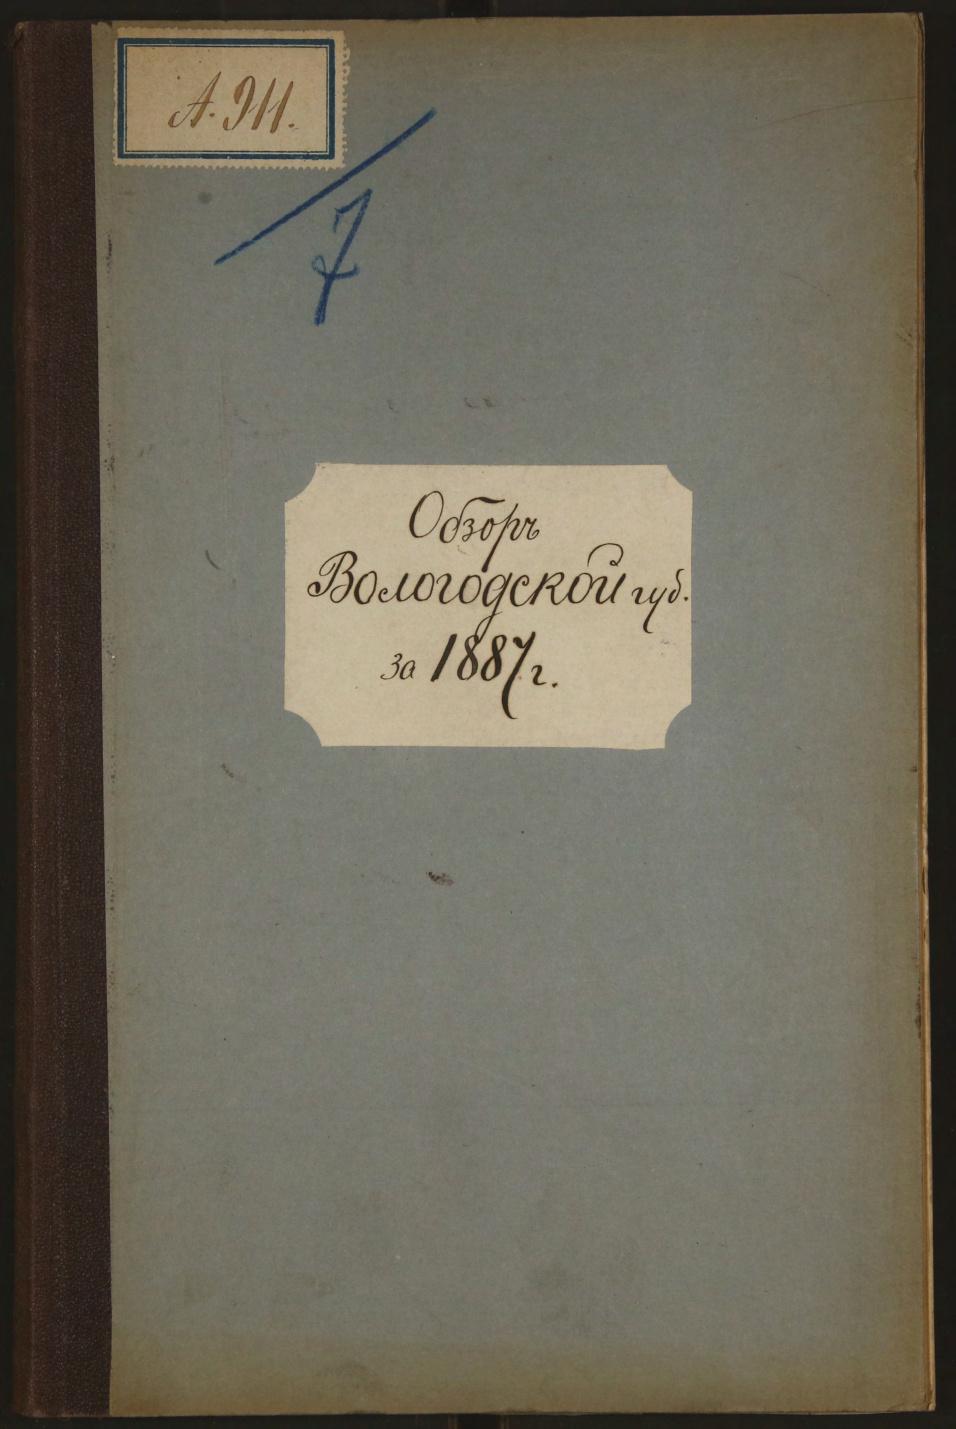 А. 911.
7
Обзоръ
Вологодской губ.
за 1887 г.